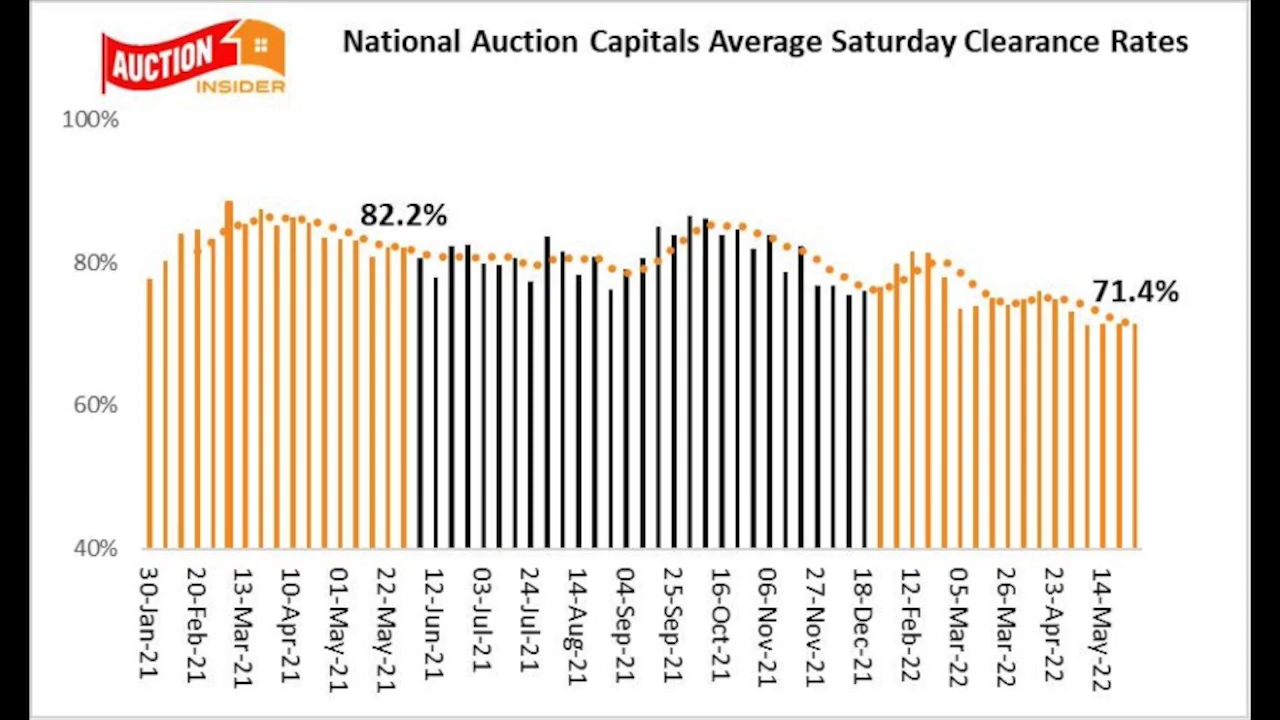 AUCTION
INSIDER
National Auction Capitals Average Saturday Clearance Rates
100%
80%
60%
40%
82.2%
71.4%
30-Jan-21
20-Feb-21
13-Mar-21
10-Apr-21
01-May-21
22-May-21
12-Jun-21
03-Jul-21
24-Jul-21
14-Aug-21
04-Sep-21
25-Sep-21
16-Oct-21
06-Nov-21
27-Nov-21
18-Dec-21
12-Feb-22
05-Mar-22
26-Mar-22
23-Apr-22
14-May-22